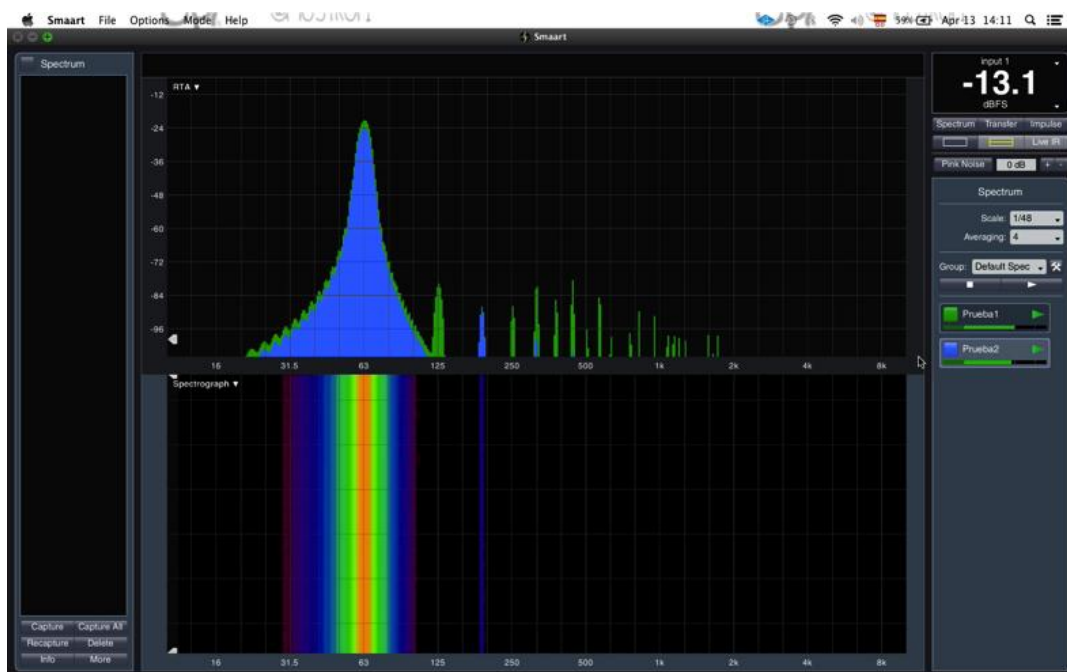 Smaart File Options Mode Help
59% Apr 13 14:11
Smaart
Spectrum
RTA
-12
-24
-36
-48
-60
-72
-84
-96
16 31.5 63 125 250 500 1k 2k 4k 8k
Spectrograph
16 31.5 63 125 250 500 1k 2k 4k 8k
Capture Capture All
Recapture Delete
Info More
Input 1
-13.1
dBFS
Spectrum Transfer Impulse
Live IR
Pink Noise 0 dB + -
Spectrum
Scale: 1/48
Averaging: 4
Group: Default Spec
Prueba1
Prueba2